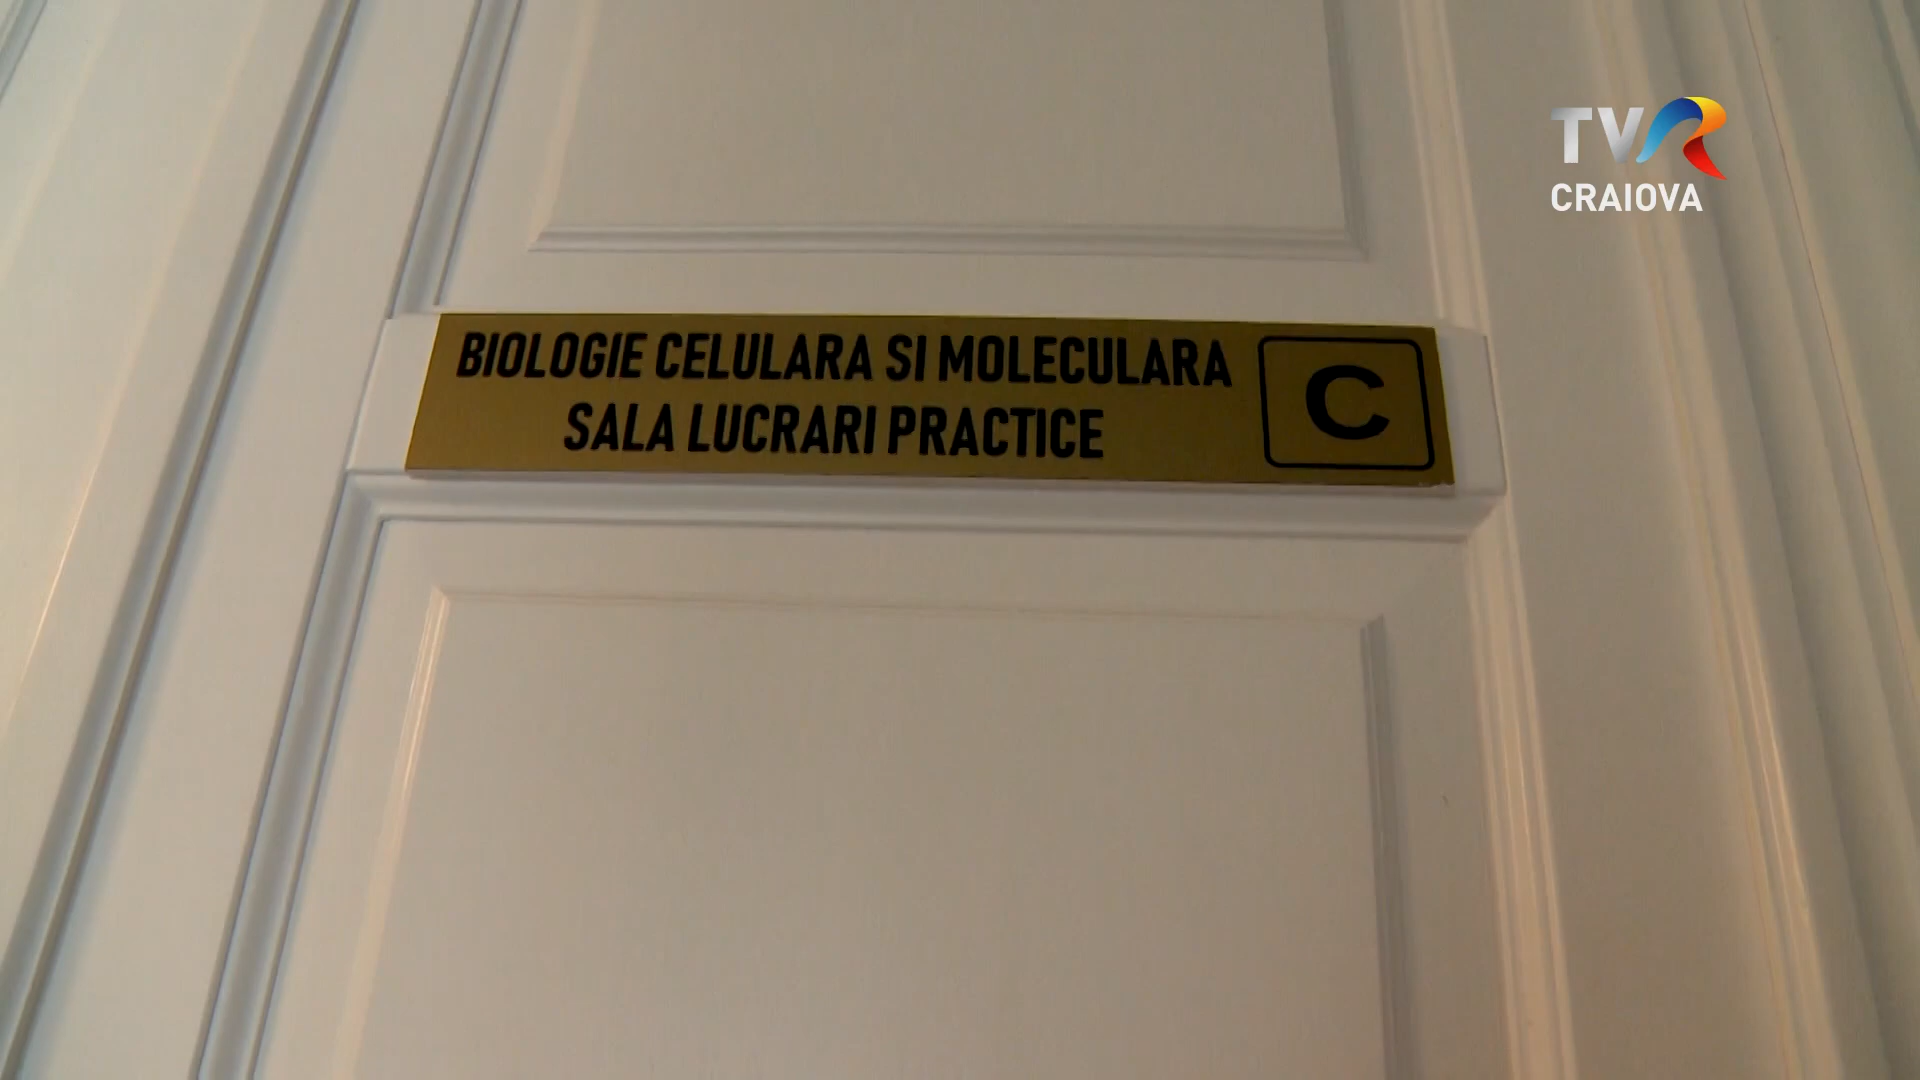 TVR
CRAIOVA
BIOLOGIE CELULARA SI MOLECULARA
SALA LUCRARI PRACTICE
C